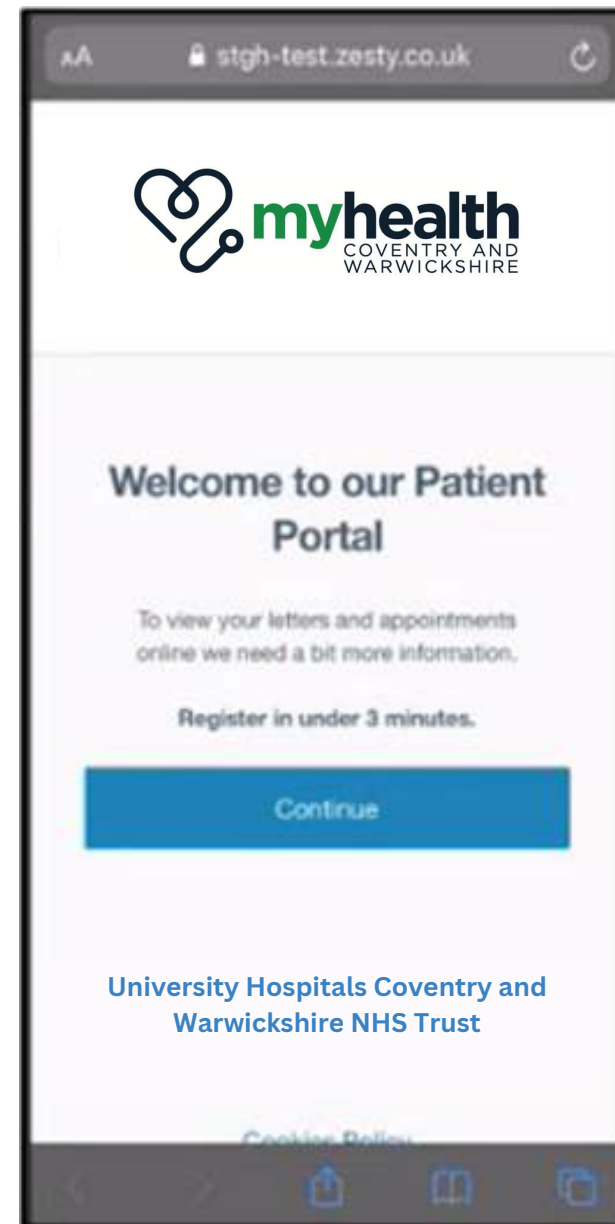 AA
stgh-test.zesty.co.uk
myhealth
COVENTRY AND
WARWICKSHIRE
Welcome to our Patient
Portal
To view your letters and appointments
online we need a bit more information.
Register in under 3 minutes.
Continue
University Hospitals Coventry and
Warwickshire NHS Trust
Cookies Policy